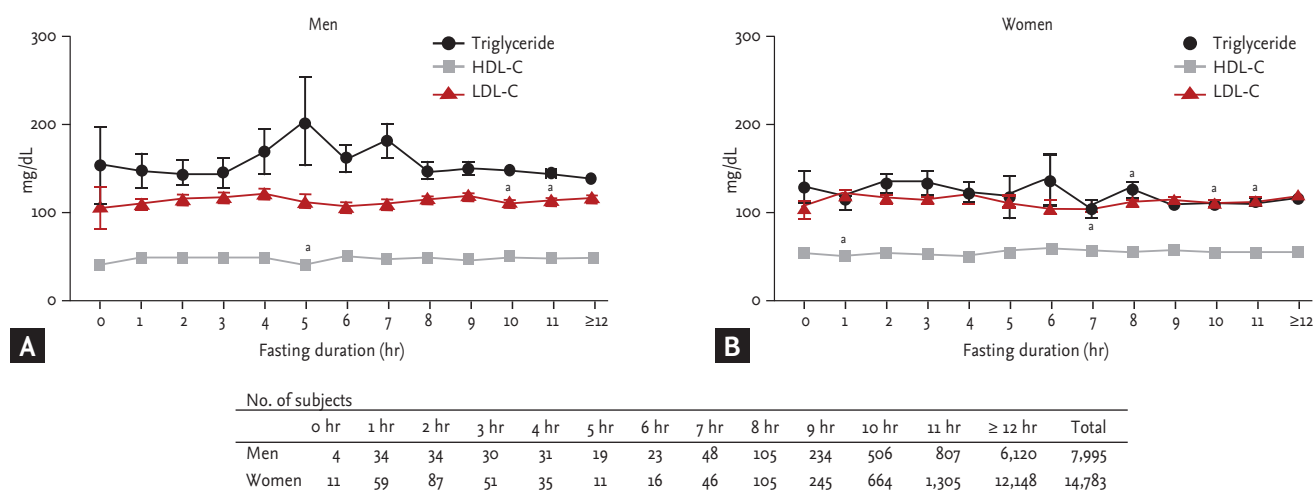 Men
300
200
100
0
mg/dL
Triglyceride
HDL-C
LDL-C
a
a
a
0 1 2 3 4 5 6 7 8 9 10 11 ≥12
Fasting duration (hr)
A
Women
300
200
100
0
mg/dL
Triglyceride
HDL-C
LDL-C
a
a
a
a
a
0 1 2 3 4 5 6 7 8 9 10 11 ≥12
Fasting duration (hr)
B
No. of subjects
0 hr 1 hr 2 hr 3 hr 4 hr 5 hr 6 hr 7 hr 8 hr 9 hr 10 hr 11 hr ≥ 12 hr Total
Men 4 34 34 30 31 19 23 48 105 234 506 807 6,120 7,995
Women 11 59 87 51 35 11 16 46 105 245 664 1,305 12,148 14,783